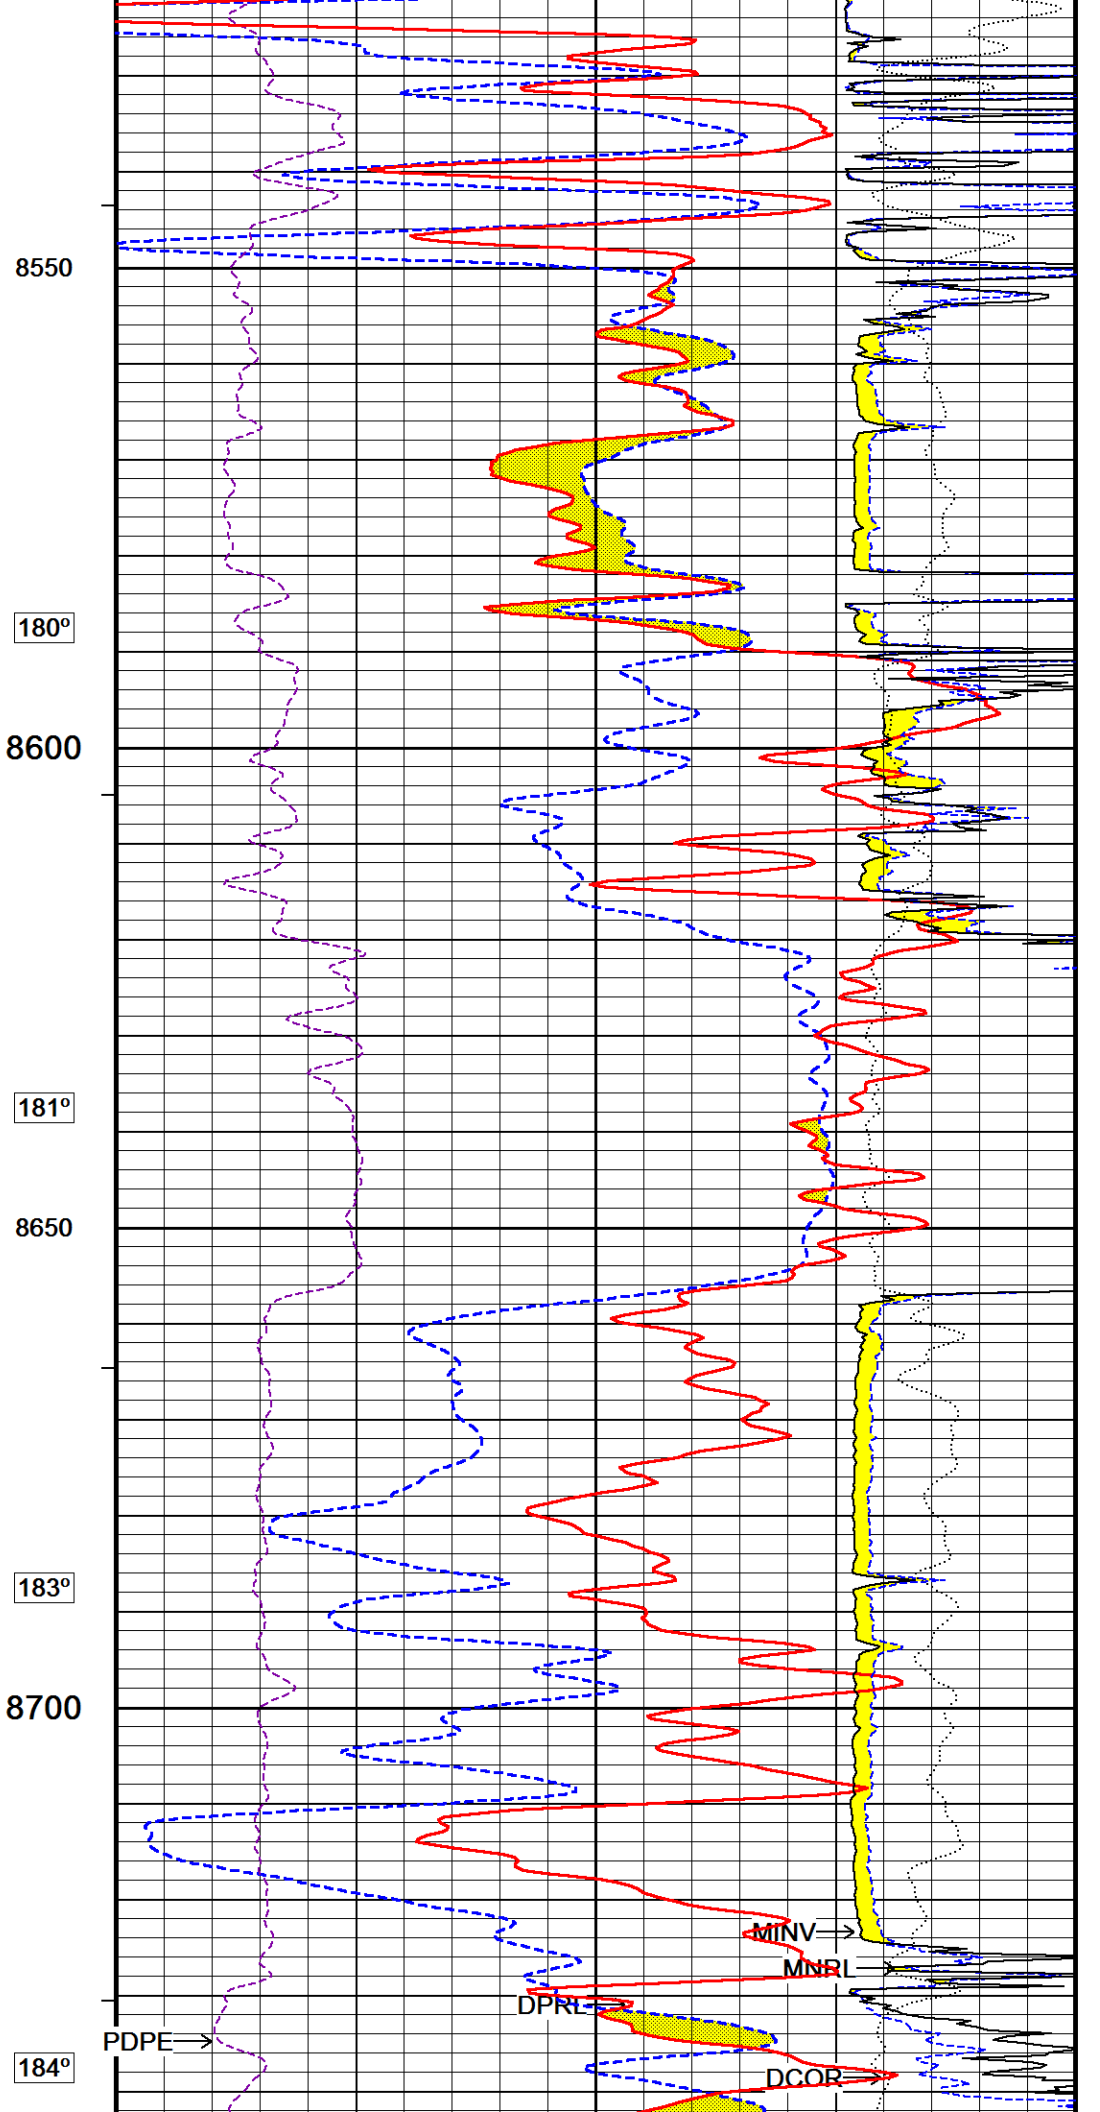 8550
180º
8600
181º
8650
183º
8700
MINV
MNRL
DPRL
PDPE
184º
DCOR